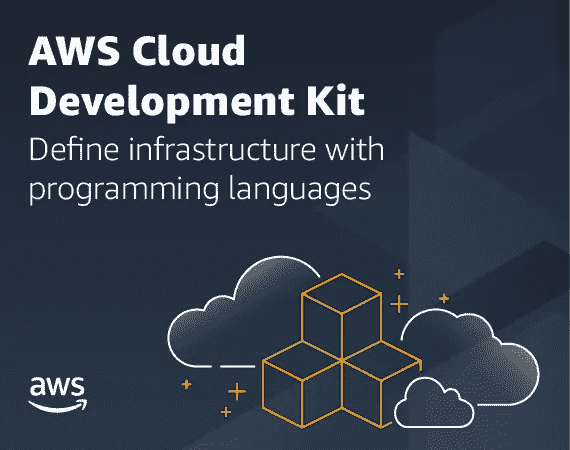 AWS Cloud
Development Kit
Define infrastructure with
programming languages
aws